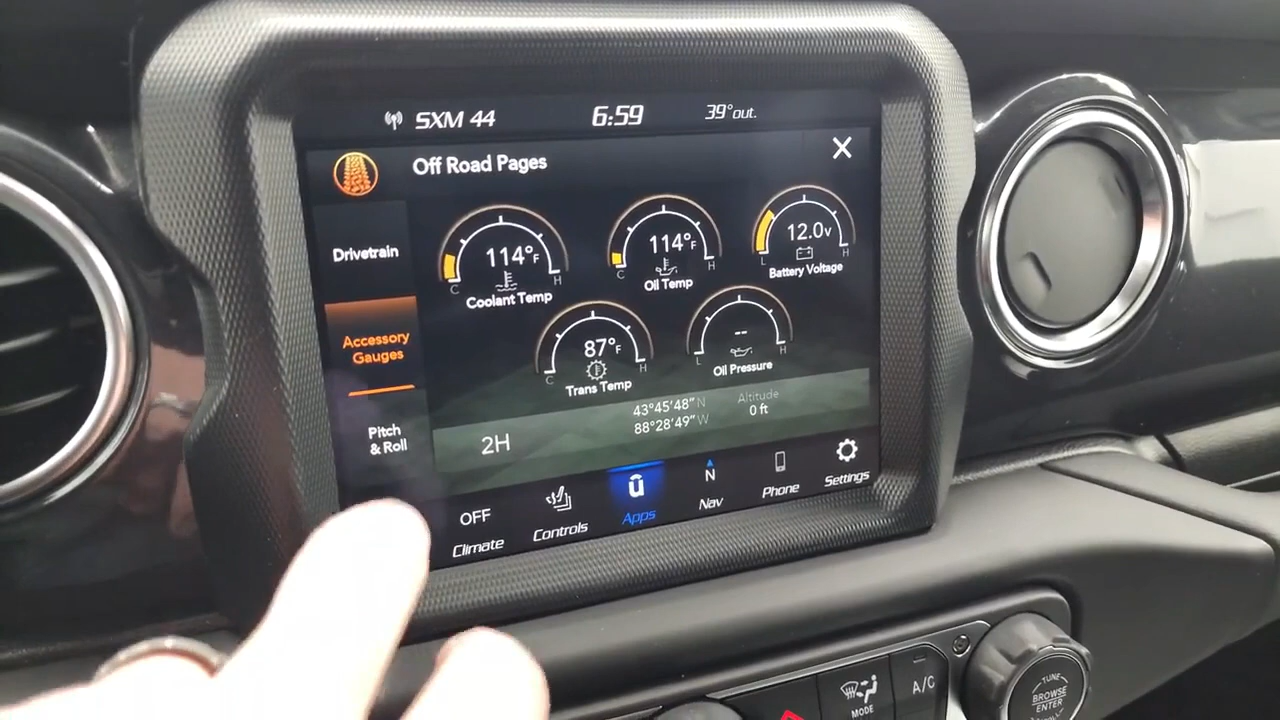 SXM 44 6:59 39°out.
Off Road Pages X
Drivetrain
Accessory
Gauges
Pitch
& Roll
114°F
C H
Coolant Temp
114°F
C H
Oil Temp
12.0v
L H
Battery Voltage
87°F
C H
Trans Temp
--
L H
Oil Pressure
2H
43°45'48" N
88°28'49" W
Altitude
0 ft
OFF
Climate
Controls
û
Apps
N
Nav
Phone
Settings
MODE
A/C
TUNE
BROWSE
ENTER